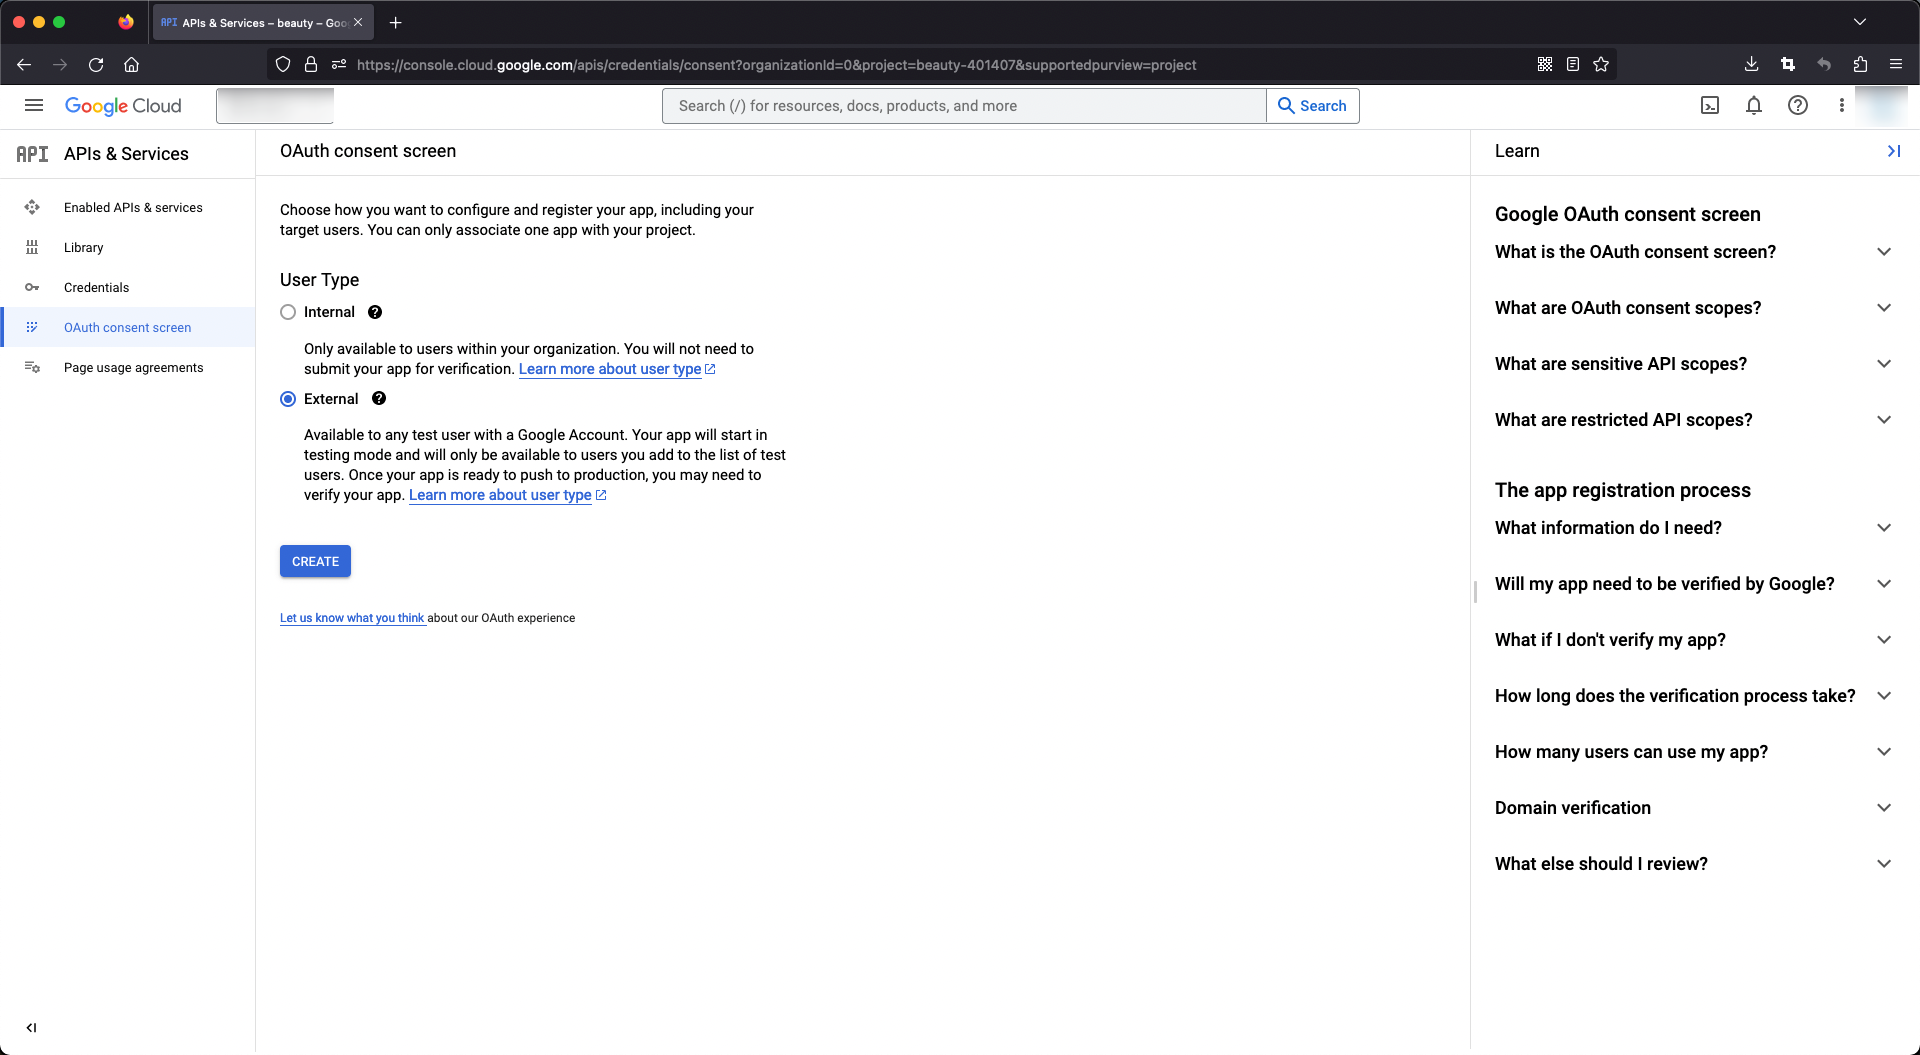 API APIs & Services – beauty – Goo
https://console.cloud.google.com/apis/credentials/consent?organizationId=0&project=beauty-401407&supportedpurview=project
Google Cloud
Search (/) for resources, docs, products, and more
Search
API APIs & Services
Enabled APIs & services
Library
Credentials
OAuth consent screen
Page usage agreements
OAuth consent screen
Choose how you want to configure and register your app, including your
target users. You can only associate one app with your project.
User Type
Internal
Only available to users within your organization. You will not need to
submit your app for verification. Learn more about user type
External
Available to any test user with a Google Account. Your app will start in
testing mode and will only be available to users you add to the list of test
users. Once your app is ready to push to production, you may need to
verify your app. Learn more about user type
CREATE
Let us know what you think about our OAuth experience
Learn
Google OAuth consent screen
What is the OAuth consent screen?
What are OAuth consent scopes?
What are sensitive API scopes?
What are restricted API scopes?
The app registration process
What information do I need?
Will my app need to be verified by Google?
What if I don't verify my app?
How long does the verification process take?
How many users can use my app?
Domain verification
What else should I review?